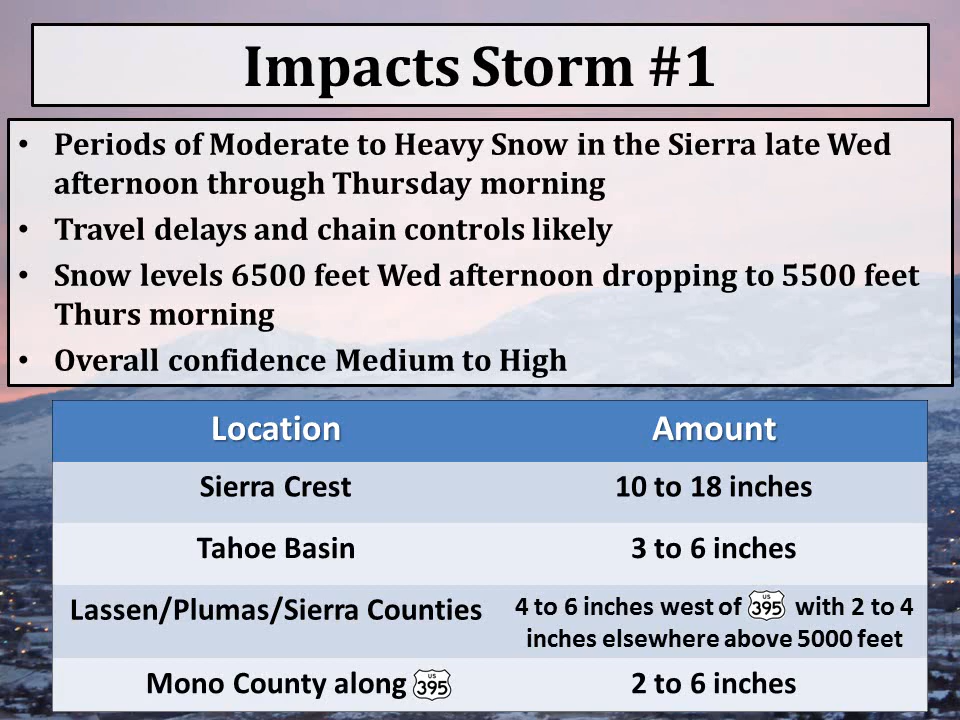 Impacts Storm #1
• Periods of Moderate to Heavy Snow in the Sierra late Wed
afternoon through Thursday morning
• Travel delays and chain controls likely
• Snow levels 6500 feet Wed afternoon dropping to 5500 feet
Thurs morning
• Overall confidence Medium to High
Location Amount
Sierra Crest 10 to 18 inches
Tahoe Basin 3 to 6 inches
Lassen/Plumas/Sierra Counties 4 to 6 inches west of US 395 with 2 to 4
inches elsewhere above 5000 feet
Mono County along US 395 2 to 6 inches